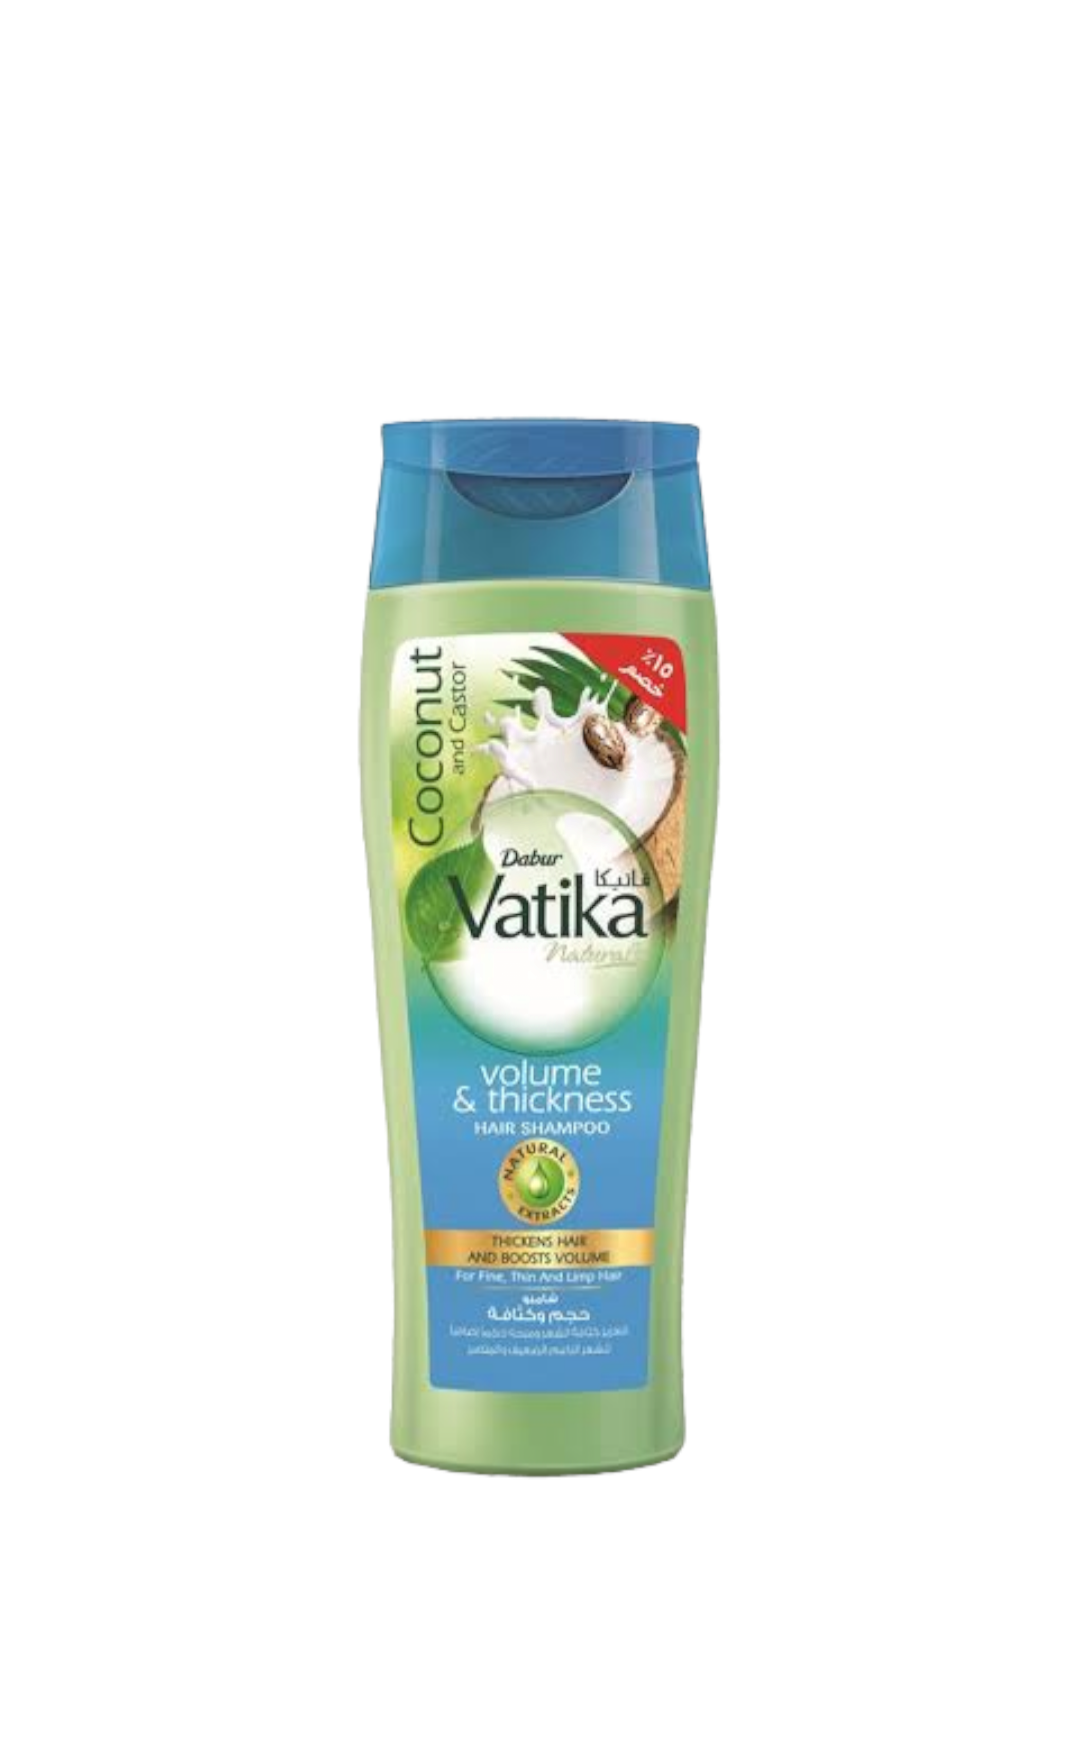 Coconut
and Castor
٪١٥
خصم
Dabur
ڤاتيكا
Vatika
Naturals
volume
& thickness
HAIR SHAMPOO
NATURAL
EXTRACTS
THICKENS HAIR
AND BOOSTS VOLUME
For Fine, Thin And Limp Hair
شامبو
حجم وكثافة